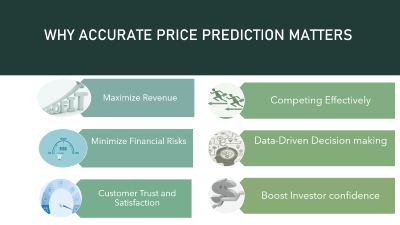 WHY ACCURATE PRICE PREDICTION MATTERS
Maximize Revenue
Competing Effectively
Minimize Financial Risks
Data-Driven Decision making
Customer Trust and
Satisfaction
Boost Investor confidence